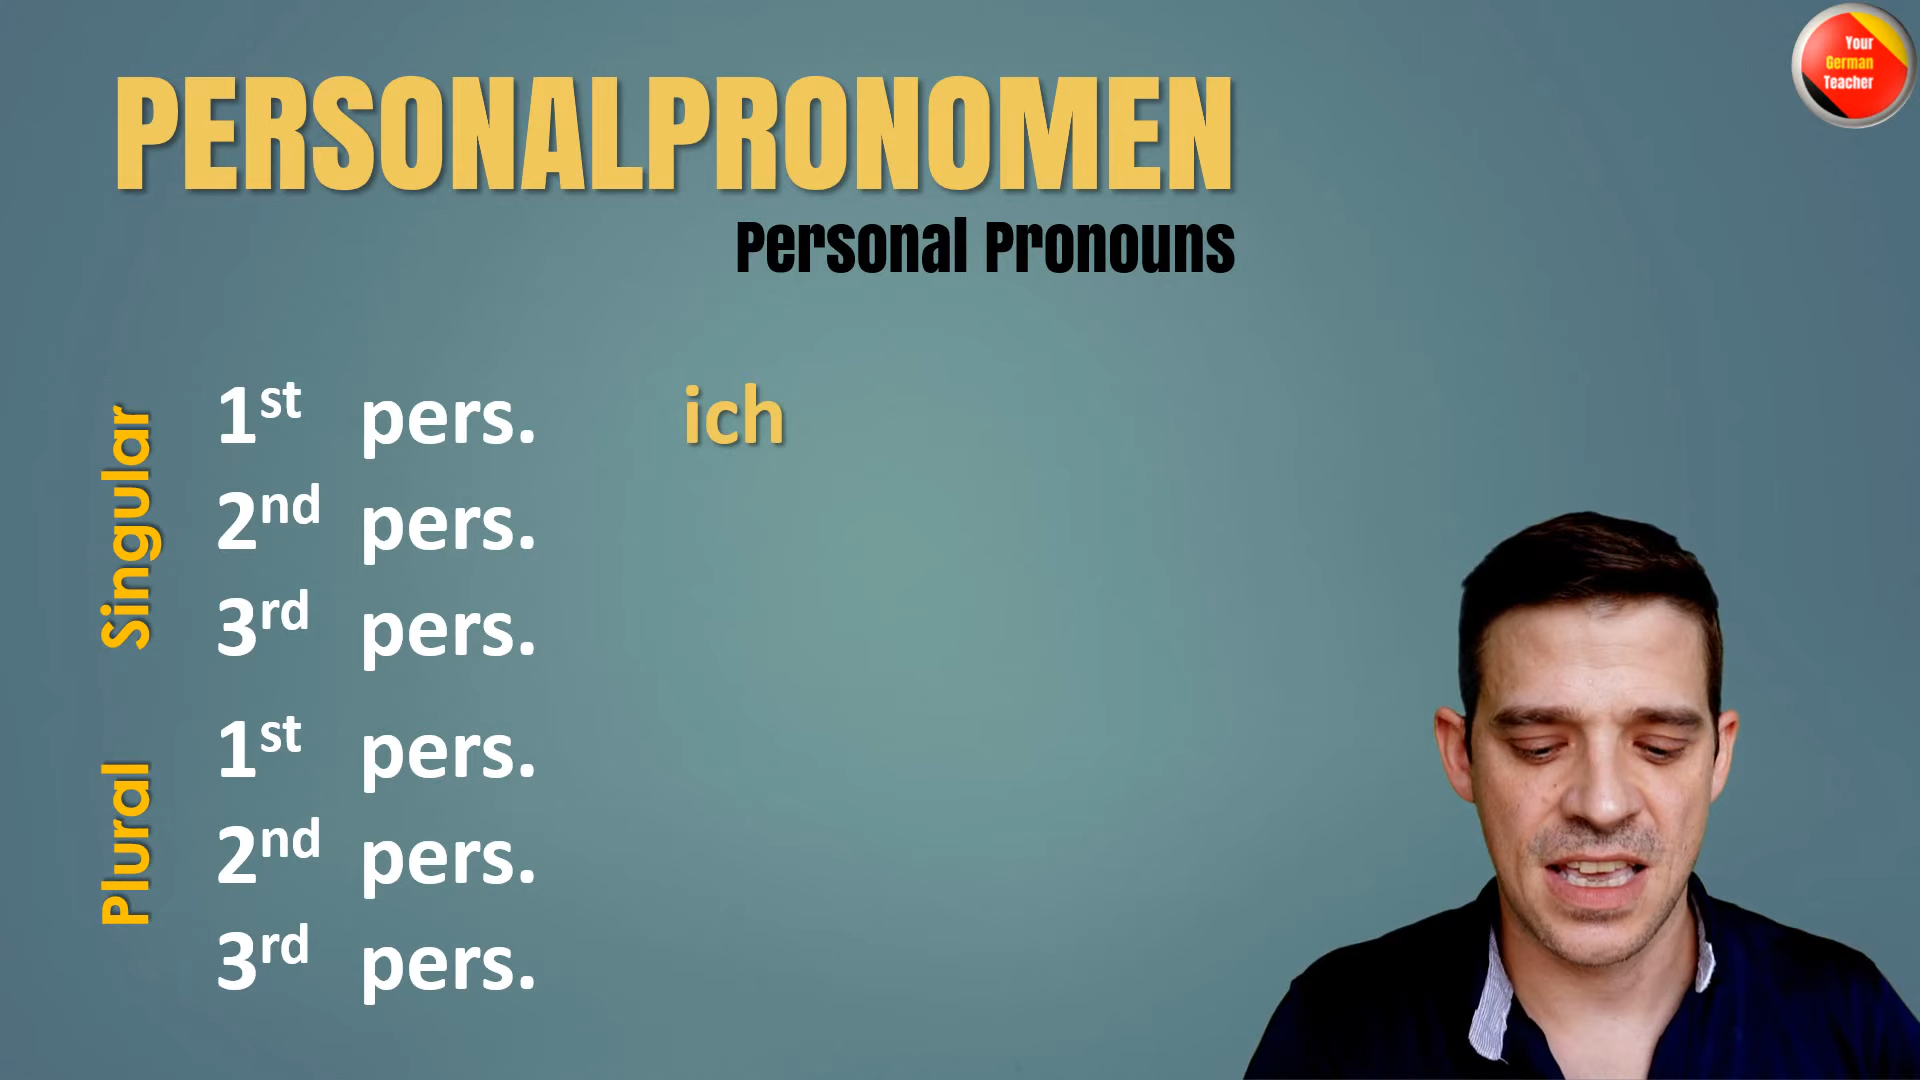 Your
German
Teacher
PERSONALPRONOMEN
Personal Pronouns
Singular
1st pers. ich
2nd pers.
3rd pers.
Plural
1st pers.
2nd pers.
3rd pers.